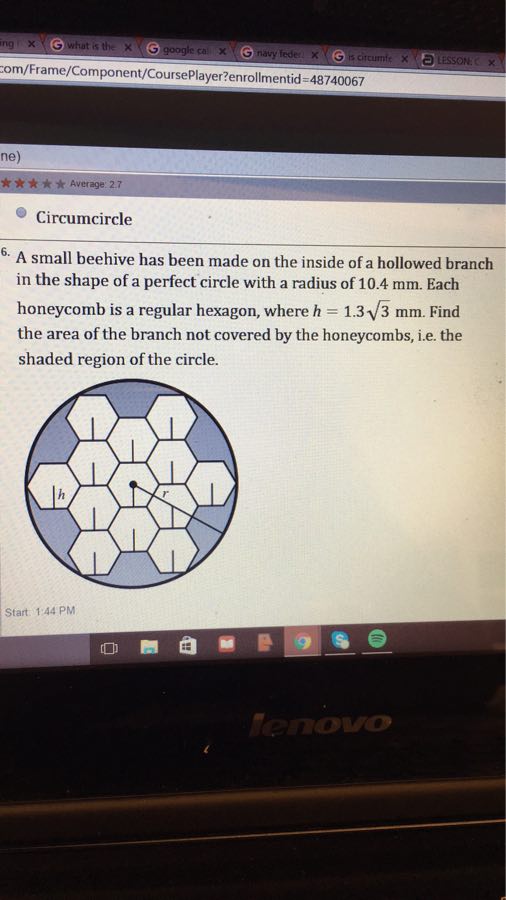 what is the
google cal
navy feder
is circumfe
LESSON: C
com/Frame/Component/CoursePlayer?enrollmentid=48740067
ne)
Average: 2.7
Circumcircle
6. A small beehive has been made on the inside of a hollowed branch
in the shape of a perfect circle with a radius of 10.4 mm. Each
honeycomb is a regular hexagon, where h = 1.3√3 mm. Find
the area of the branch not covered by the honeycombs, i.e. the
shaded region of the circle.
h
r
Start: 1:44 PM
lenovo